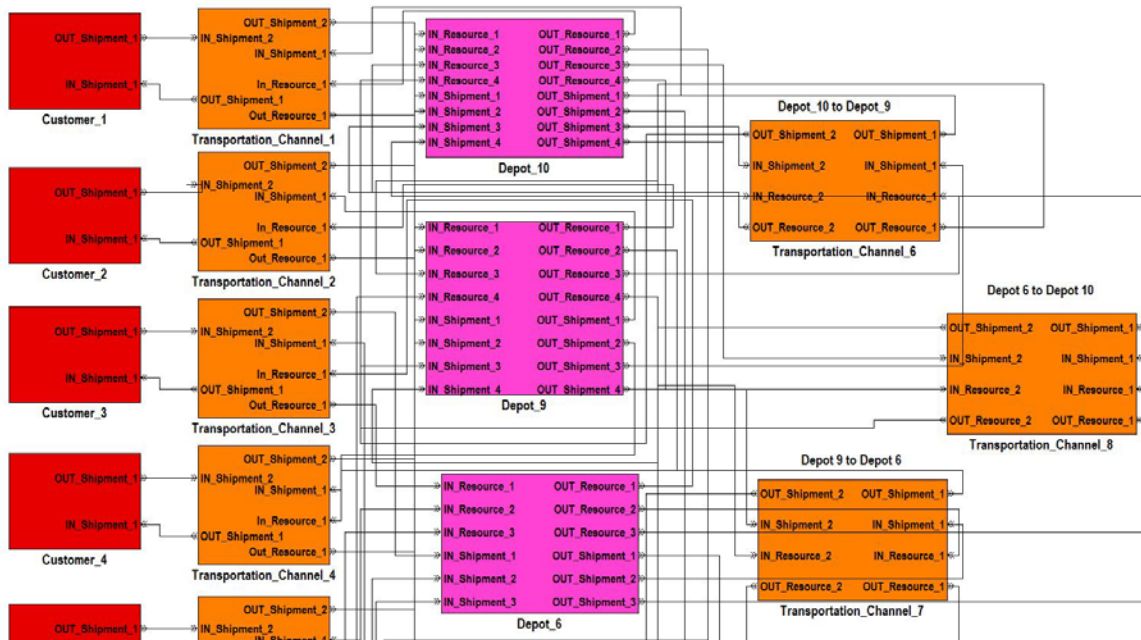 OUT_Shipment_1
IN_Shipment_1
Customer_1
OUT_Shipment_2
IN_Shipment_2
IN_Shipment_1
In_Resource_1
OUT_Shipment_1
Out_Resource_1
Transportation_Channel_1
IN_Resource_1 OUT_Resource_1
IN_Resource_2 OUT_Resource_2
IN_Resource_3 OUT_Resource_3
IN_Resource_4 OUT_Resource_4
IN_Shipment_1 OUT_Shipment_1
IN_Shipment_2 OUT_Resource_2
IN_Shipment_3 OUT_Shipment_3
IN_Shipment_4 OUT_Shipment_4
Depot_10
Depot_10 to Depot_9
OUT_Shipment_2 OUT_Shipment_1
IN_Shipment_2 IN_Shipment_1
IN_Resource_2 IN_Resource_1
OUT_Resource_2 OUT_Resource_1
Transportation_Channel_6
OUT_Shipment_1
IN_Shipment_1
Customer_2
OUT_Shipment_2
IN_Shipment_2
IN_Shipment_1
In_Resource_1
OUT_Shipment_1
Out_Resource_1
Transportation_Channel_2
IN_Resource_1 OUT_Resource_1
IN_Resource_2 OUT_Resource_2
IN_Resource_3 OUT_Resource_3
IN_Resource_4 OUT_Resource_4
IN_Shipment_1 OUT_Shipment_1
IN_Shipment_2 OUT_Shipment_2
IN_Shipment_3 OUT_Shipment_3
IN_Shipment_4 OUT_Shipment_4
Depot_9
Depot 6 to Depot 10
OUT_Shipment_2 OUT_Shipment_1
IN_Shipment_2 IN_Shipment_1
IN_Resource_2 IN_Resource_1
OUT_Resource_2 OUT_Resource_1
Transportation_Channel_8
OUT_Shipment_1
IN_Shipment_1
Customer_3
OUT_Shipment_2
IN_Shipment_2
IN_Shipment_1
In_Resource_1
OUT_Shipment_1
Out_Resource_1
Transportation_Channel_3
OUT_Shipment_1
IN_Shipment_1
Customer_4
OUT_Shipment_2
IN_Shipment_2
IN_Shipment_1
In_Resource_1
OUT_Shipment_1
Out_Resource_1
Transportation_Channel_4
IN_Resource_1 OUT_Resource_1
IN_Resource_2 OUT_Resource_2
IN_Resource_3 OUT_Resource_3
IN_Shipment_1 OUT_Shipment_1
IN_Shipment_2 OUT_Shipment_2
IN_Shipment_3 OUT_Shipment_3
Depot_6
Depot 9 to Depot 6
OUT_Shipment_2 OUT_Shipment_1
IN_Shipment_2 IN_Shipment_1
IN_Resource_2 IN_Resource_1
OUT_Resource_2 OUT_Resource_1
Transportation_Channel_7
OUT_Shipment_1
OUT_Shipment_2
IN_Shipment_2